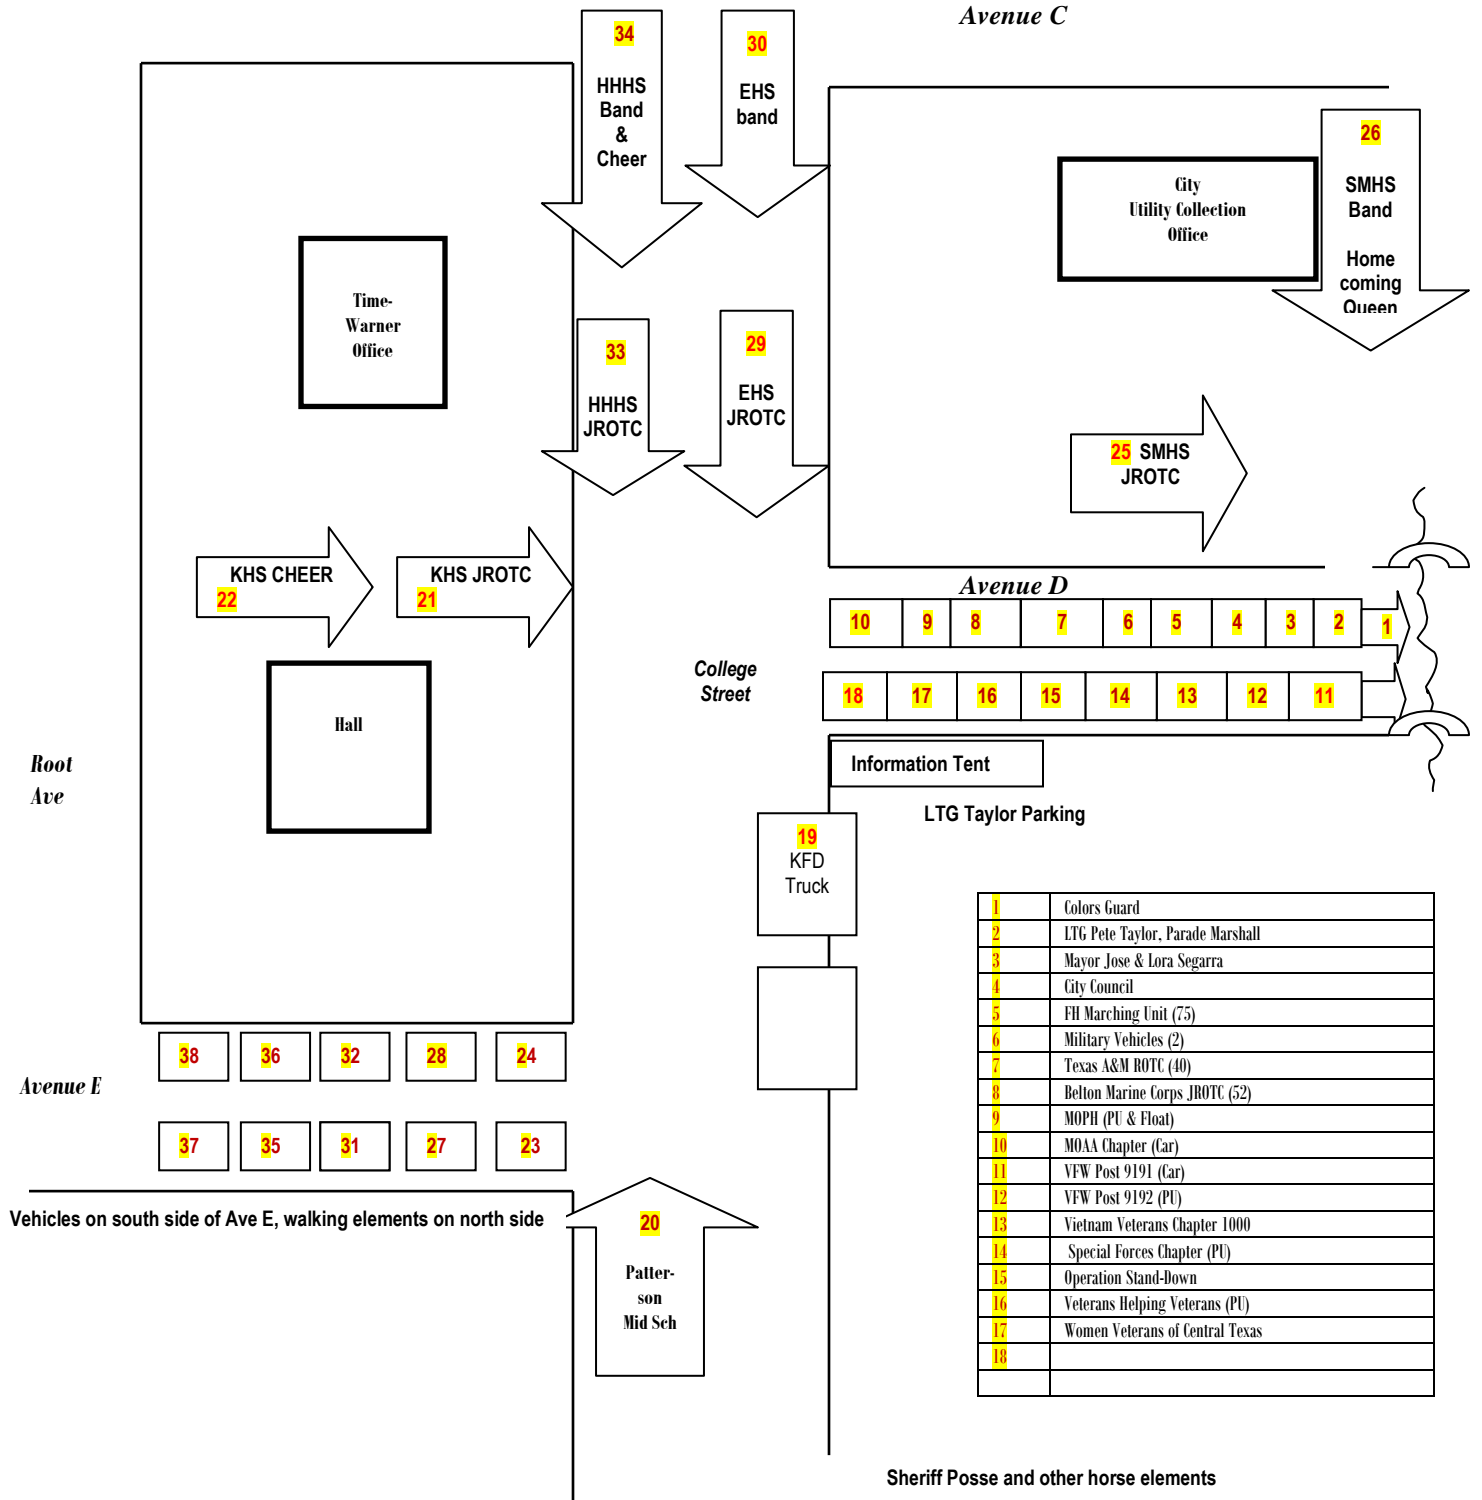 Avenue C
34
HHHS
Band
&
Cheer
30
EHS
band
26
SMHS
Band
Home
coming
Queen
City
Utility Collection
Office
Time-
Warner
Office
33
HHHS
JROTC
29
EHS
JROTC
25 SMHS
JROTC
KHS CHEER
22
KHS JROTC
21
Avenue D
10
9
8
7
6
5
4
3
2
1
College
Street
18
17
16
15
14
13
12
11
Hall
Root
Ave
Information Tent
LTG Taylor Parking
19
KFD
Truck
1 Colors Guard
2 LTG Pete Taylor, Parade Marshall
3 Mayor Jose & Lora Segarra
4 City Council
5 FH Marching Unit (75)
6 Military Vehicles (2)
7 Texas A&M ROTC (40)
8 Belton Marine Corps JROTC (52)
9 MOPH (PU & Float)
10 MOAA Chapter (Car)
11 VFW Post 9191 (Car)
12 VFW Post 9192 (PU)
13 Vietnam Veterans Chapter 1000
14 Special Forces Chapter (PU)
15 Operation Stand-Down
16 Veterans Helping Veterans (PU)
17 Women Veterans of Central Texas
18
38
36
32
28
24
Avenue E
37
35
31
27
23
Vehicles on south side of Ave E, walking elements on north side
20
Patter-
son
Mid Sch
Sheriff Posse and other horse elements